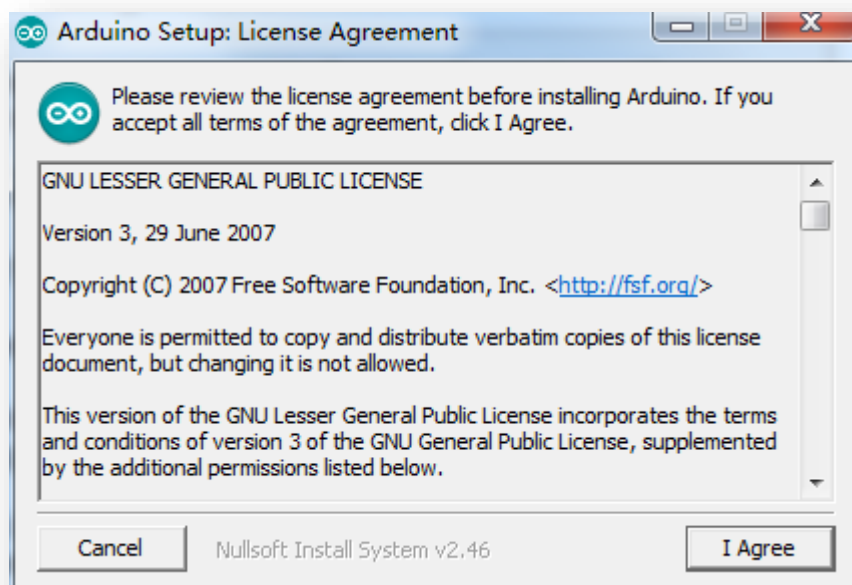 Arduino Setup: License Agreement
Please review the license agreement before installing Arduino. If you
accept all terms of the agreement, click I Agree.
GNU LESSER GENERAL PUBLIC LICENSE
Version 3, 29 June 2007
Copyright (C) 2007 Free Software Foundation, Inc. <http://fsf.org/>
Everyone is permitted to copy and distribute verbatim copies of this license
document, but changing it is not allowed.
This version of the GNU Lesser General Public License incorporates the terms
and conditions of version 3 of the GNU General Public License, supplemented
by the additional permissions listed below.
Cancel
Nullsoft Install System v2.46
I Agree